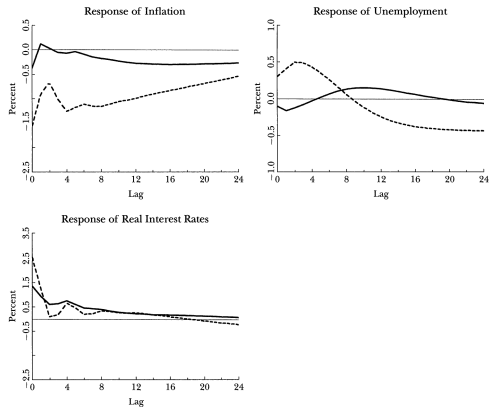 Response of Inflation
Percent
0.5
0.0
−0.5
−1.5
−2.5
0 4 8 12 16 20 24
Lag
Response of Unemployment
Percent
1.0
0.5
0.0
−0.5
−1.0
0 4 8 12 16 20 24
Lag
Response of Real Interest Rates
Percent
3.5
2.5
1.5
0.5
−0.5
−2.5
0 4 8 12 16 20 24
Lag